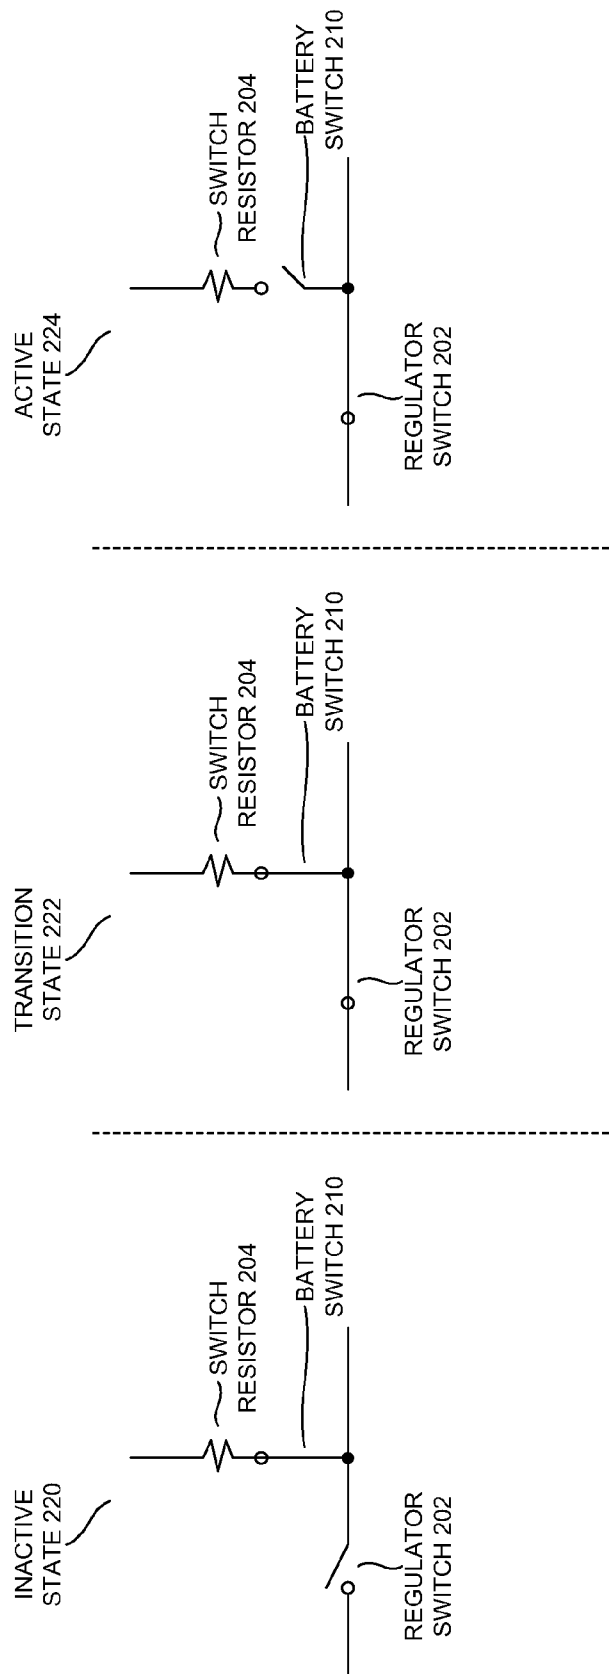 INACTIVE
STATE 220
SWITCH
RESISTOR 204
BATTERY
SWITCH 210
REGULATOR
SWITCH 202
TRANSITION
STATE 222
SWITCH
RESISTOR 204
BATTERY
SWITCH 210
REGULATOR
SWITCH 202
ACTIVE
STATE 224
SWITCH
RESISTOR 204
BATTERY
SWITCH 210
REGULATOR
SWITCH 202